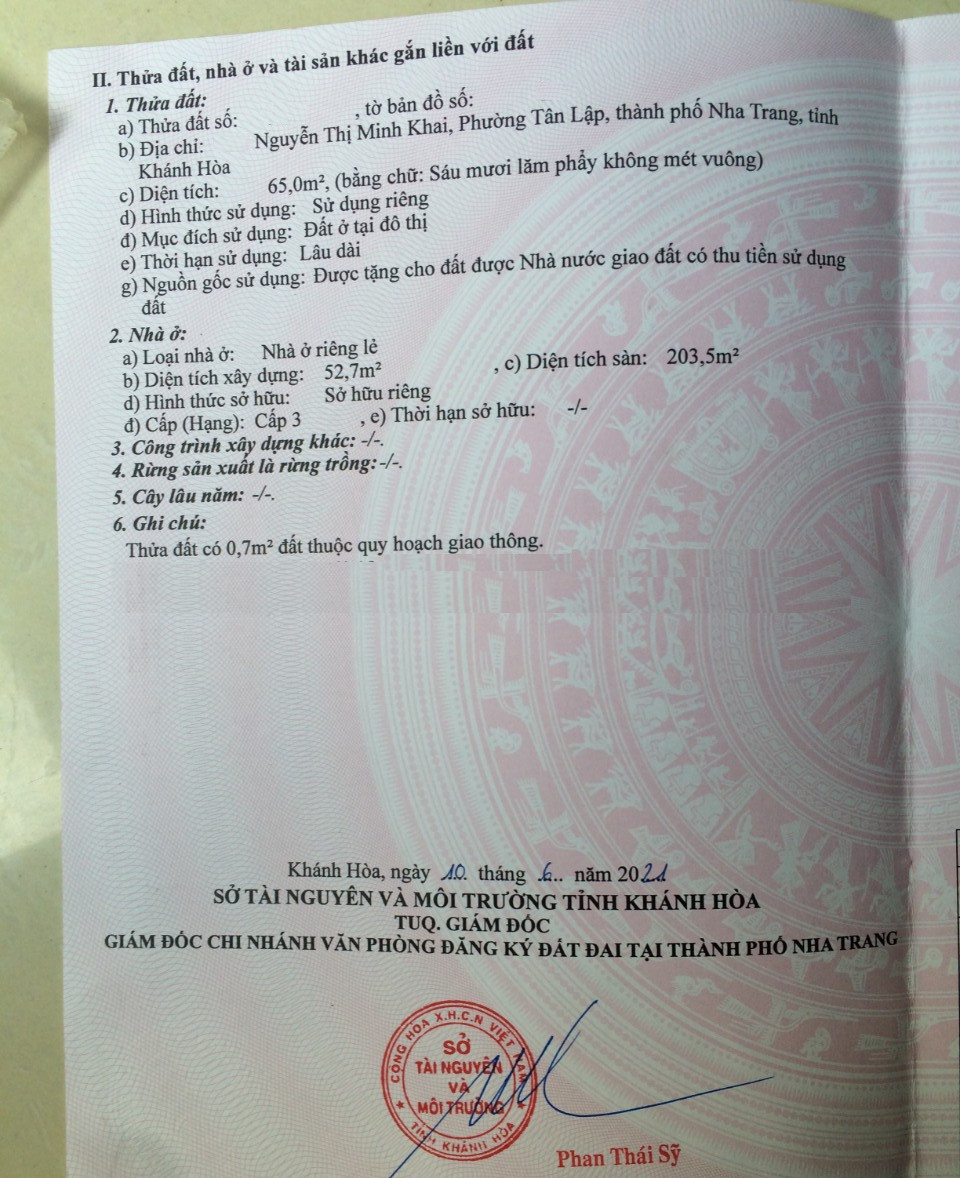 II. Thửa đất, nhà ở và tài sản khác gắn liền với đất
1. Thửa đất:
a) Thửa đất số: , tờ bản đồ số:
b) Địa chỉ: Nguyễn Thị Minh Khai, Phường Tân Lập, thành phố Nha Trang, tỉnh
Khánh Hòa
c) Diện tích: 65,0m², (bằng chữ: Sáu mươi lăm phẩy không mét vuông)
d) Hình thức sử dụng: Sử dụng riêng
đ) Mục đích sử dụng: Đất ở tại đô thị
e) Thời hạn sử dụng: Lâu dài
g) Nguồn gốc sử dụng: Được tặng cho đất được Nhà nước giao đất có thu tiền sử dụng
đất
2. Nhà ở:
a) Loại nhà ở: Nhà ở riêng lẻ
b) Diện tích xây dựng: 52,7m² , c) Diện tích sàn: 203,5m²
d) Hình thức sở hữu: Sở hữu riêng
đ) Cấp (Hạng): Cấp 3 , e) Thời hạn sở hữu: -/-
3. Công trình xây dựng khác: -/-.
4. Rừng sản xuất là rừng trồng:-/-.
5. Cây lâu năm: -/-.
6. Ghi chú:
Thửa đất có 0,7m² đất thuộc quy hoạch giao thông.
Khánh Hòa, ngày 10. tháng .6.. năm 2021
SỞ TÀI NGUYÊN VÀ MÔI TRƯỜNG TỈNH KHÁNH HÒA
TUQ. GIÁM ĐỐC
GIÁM ĐỐC CHI NHÁNH VĂN PHÒNG ĐĂNG KÝ ĐẤT ĐAI TẠI THÀNH PHỐ NHA TRANG
CỘNG HÒA X.H.C.N VIỆT NAM
SỞ
TÀI NGUYÊN
VÀ
MÔI TRƯỜNG
TỈNH KHÁNH HÒA
Phan Thái Sỹ